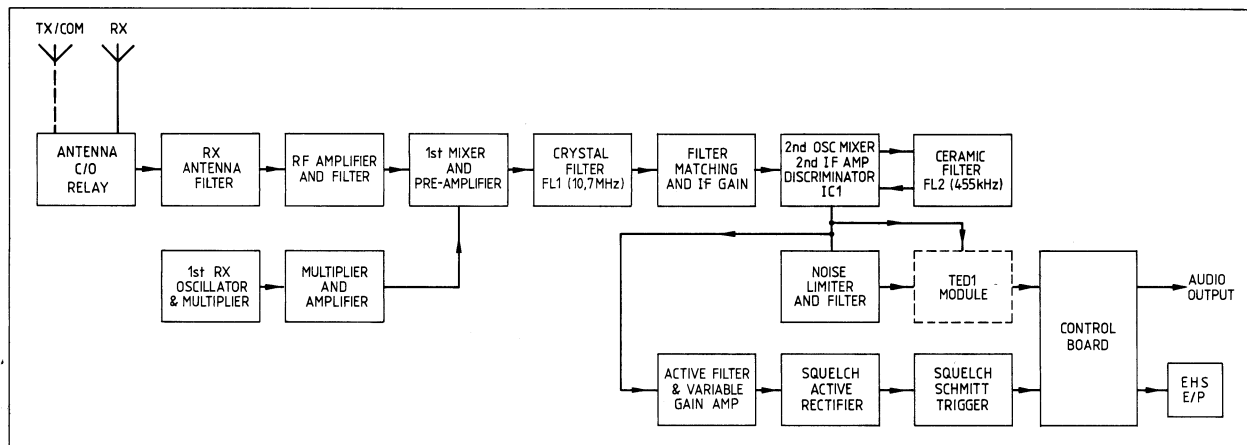 TX/COM
RX
ANTENNA
C/O
RELAY
RX
ANTENNA
FILTER
RF AMPLIFIER
AND FILTER
1st MIXER
AND
PRE-AMPLIFIER
CRYSTAL
FILTER
FL1 (10,7MHz)
FILTER
MATCHING
AND IF GAIN
2nd OSC MIXER
2nd IF AMP
DISCRIMINATOR
IC1
CERAMIC
FILTER
FL2 (455kHz)
1st RX
OSCILLATOR
& MULTIPLIER
MULTIPLIER
AND
AMPLIFIER
NOISE
LIMITER
AND FILTER
TED1
MODULE
CONTROL
BOARD
AUDIO
OUTPUT
ACTIVE FILTER
& VARIABLE
GAIN AMP
SQUELCH
ACTIVE
RECTIFIER
SQUELCH
SCHMITT
TRIGGER
EHS
E/P